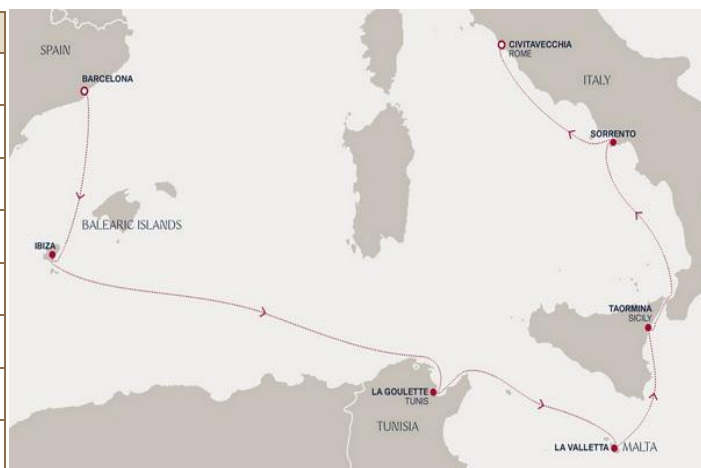 CIVITAVECCHIA
ROME
SPAIN
ITALY
BARCELONA
SORRENTO
BALEARIC ISLANDS
IBIZA
TAORMINA
SICILY
LA GOULETTE
TUNIS
TUNISIA
LA VALLETTA
MALTA